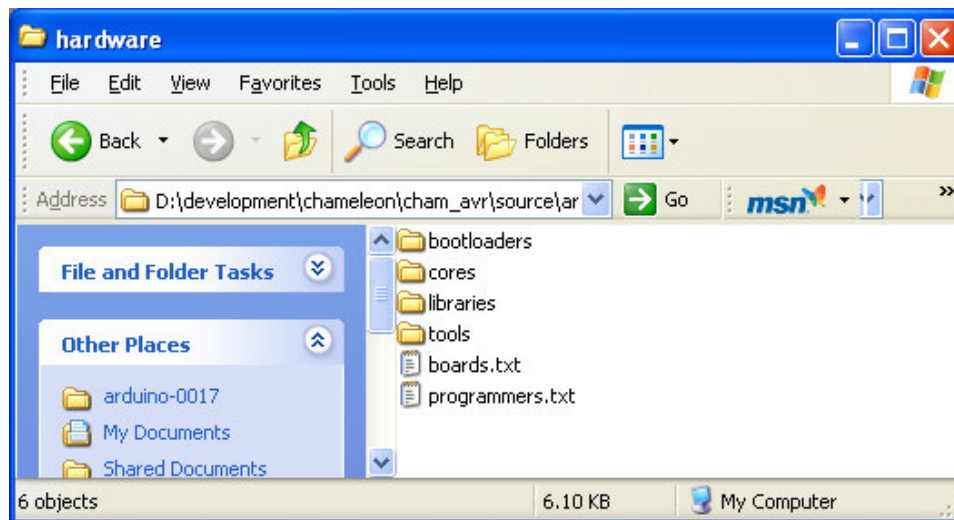 hardware
File Edit View Favorites Tools Help
Back Search Folders
Address D:\development\chameleon\cham_avr\source\ar Go msn
File and Folder Tasks
Other Places
arduino-0017
My Documents
Shared Documents
bootloaders
cores
libraries
tools
boards.txt
programmers.txt
6 objects 6.10 KB My Computer